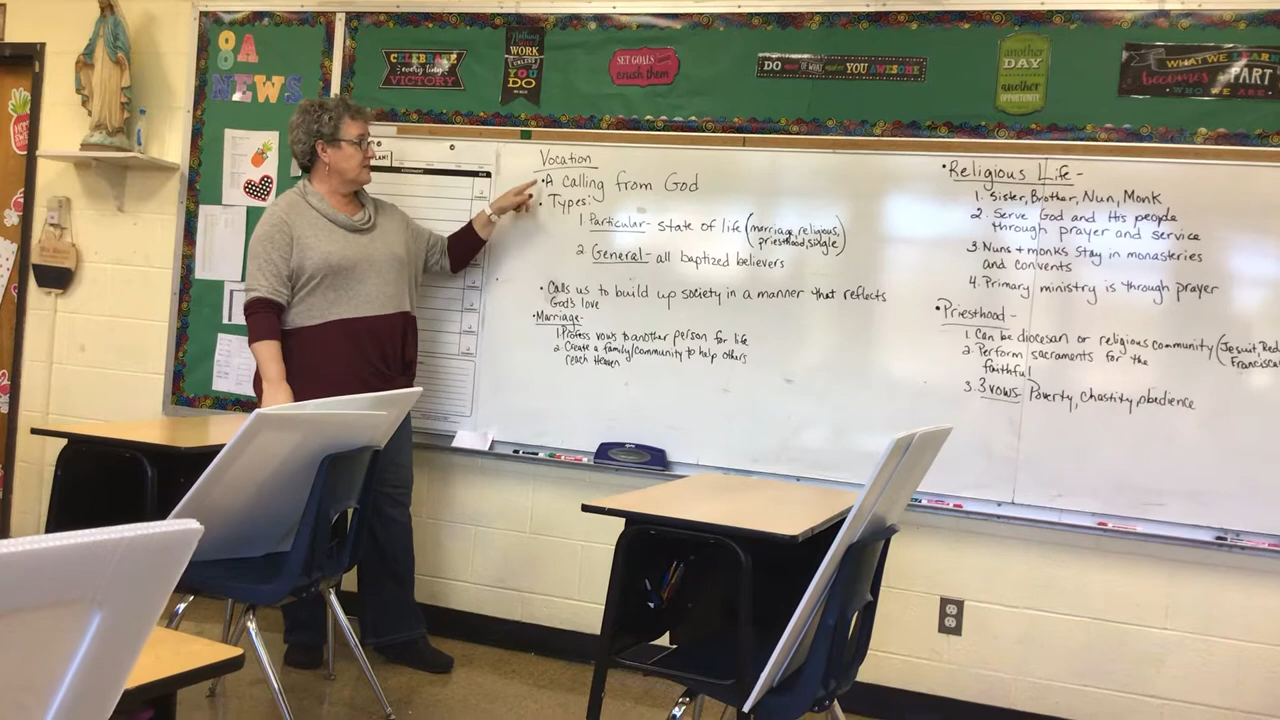 8A
NEWS
CELEBRATE
every tiny
VICTORY
Nothing
WORK
UNLESS
YOU
DO
SET GOALS
crush them
DO YOU AWESOME
another
DAY
another
OPPORTUNITY
WHAT WE LEARN
becomes A PART
WHO WE ARE
PLAN!
ASSIGNMENT
DUE
Vocation
• A calling from God
• Types:
1. Particular - state of life (marriage, religious,
priesthood, single)
2. General - all baptized believers
• Calls us to build up society in a manner that reflects
God's love
• Marriage -
1. Profess vows to another person for life
2. Create a family/community to help others
reach Heaven
• Religious Life -
1. Sister, Brother, Nun, Monk
2. Serve God and His people
through prayer and service
3. Nuns + monks stay in monasteries
and convents
4. Primary ministry is through prayer
• Priesthood -
1. Can be diocesan or religious community (Jesuit, Red
Francisca
2. Perform sacraments for the
faithful
3. 3 vows - Poverty, chastity, obedience